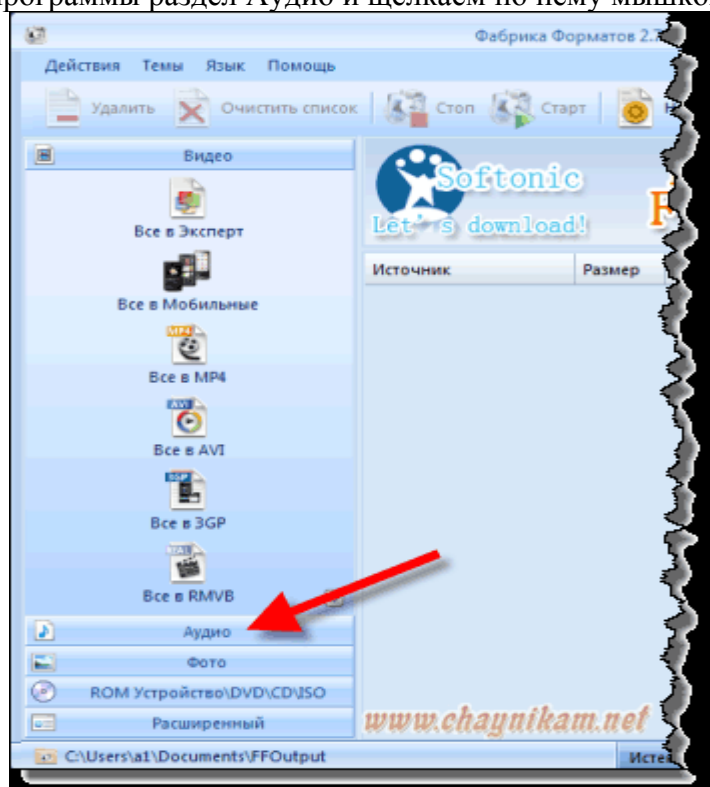 программы раздел Аудио и щелкаем по нему мышко
Фабрика Форматов 2.7
Действия Темы Язык Помощь
Удалить Очистить список Стоп Старт
Видео
Softonic
Let's download!
Все в Эксперт
Источник Размер
Все в Мобильные
MP4
Все в MP4
AVI
Все в AVI
3GP
Все в 3GP
Все в RMVB
Аудио
Фото
ROM Устройство\DVD\CD\ISO
Расширенный
www.chaynikam.net
C:\Users\a1\Documents\FFOutput